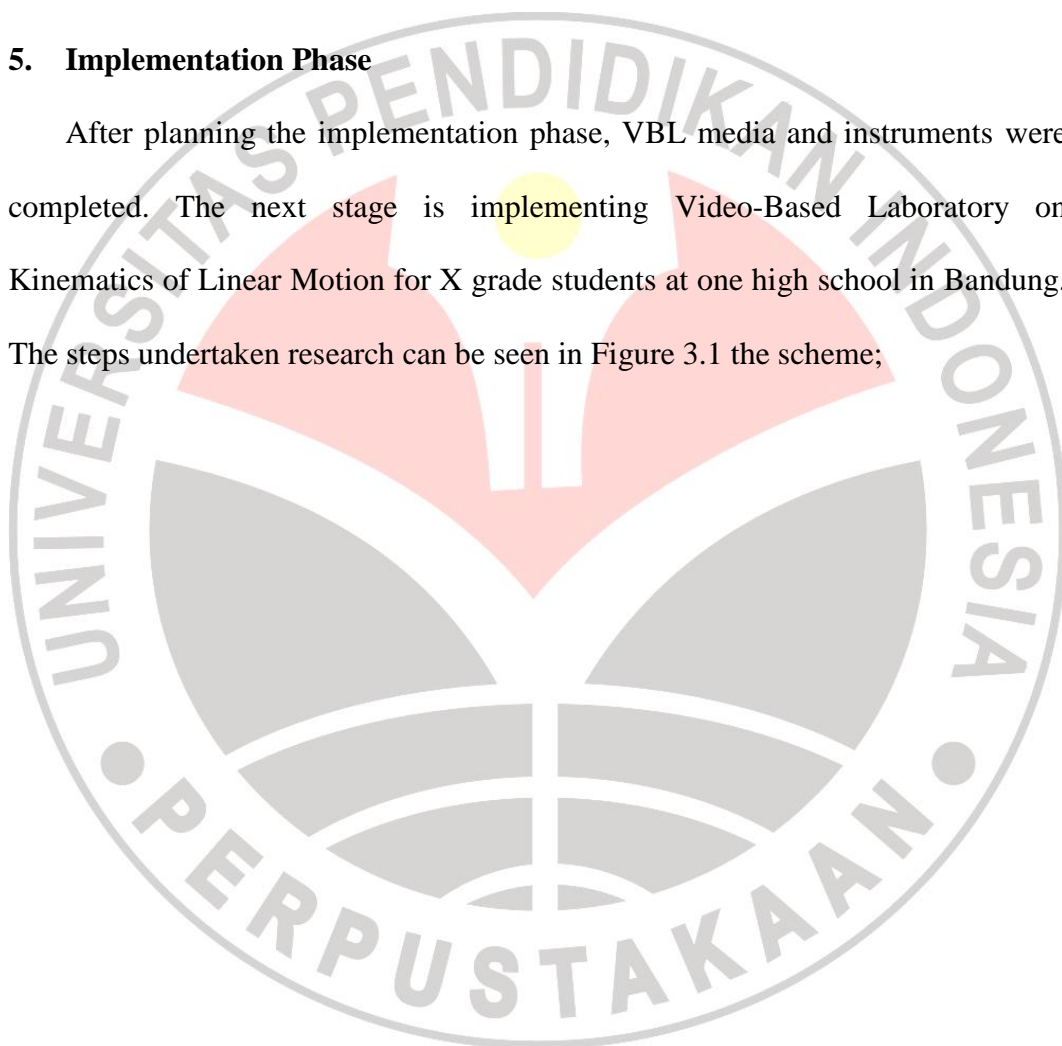 5. Implementation Phase
After planning the implementation phase, VBL media and instruments were
completed. The next stage is implementing Video-Based Laboratory on
Kinematics of Linear Motion for X grade students at one high school in Bandung.
The steps undertaken research can be seen in Figure 3.1 the scheme;
UNIVERSITAS PENDIDIKAN INDONESIA
PERPUSTAKAAN